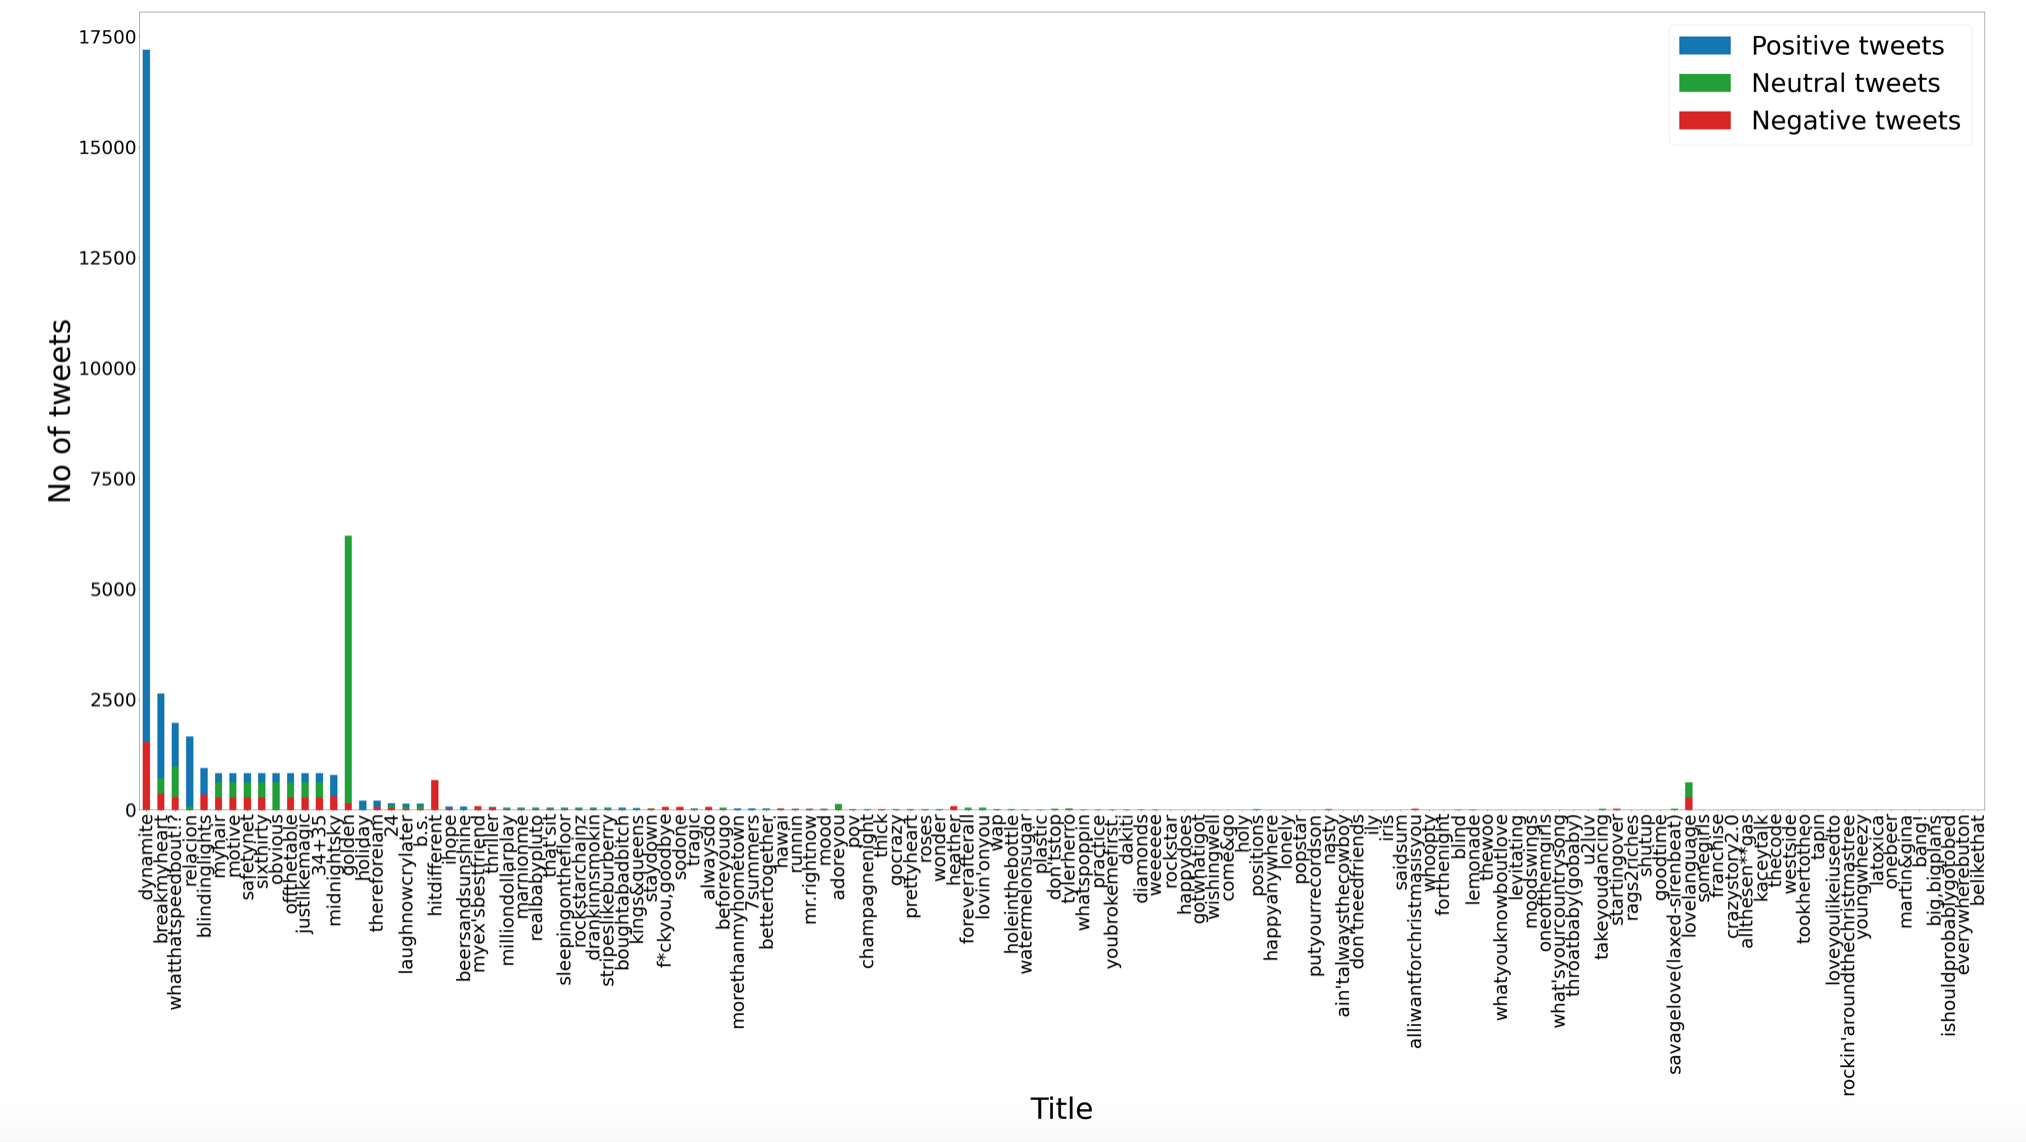 17500
15000
12500
10000
7500
5000
2500
0
No of tweets
Positive tweets
Neutral tweets
Negative tweets
dynamite
breakmyheart
whatthatspeedbout!?
relacion
blindinglights
myhair
motive
safetynet
sixthirty
obvious
offthetable
justlikemagic
34+35
midnightsky
golden
holiday
thereforeiam
24
laughnowcrylater
b.s.
hitdifferent
ihope
beersandsunshine
myex'sbestfriend
thriller
milliondollarplay
marnionme
realbabypluto
that'sit
sleepingonthefloor
rockstarchainz
drankinnsmokin
stripeslikeburberry
boughtabadbitch
kings&queens
staydown
f*ckyou,goodbye
sodone
tragic
alwaysdo
beforeyougo
morethanmyhometown
7summers
bettertogether
hawai
runnin
mr.rightnow
mood
adoreyou
pov
champagnenight
thick
gocrazy
prettyheart
roses
wonder
heather
foreverafterall
lovin'onyou
wap
holeinthebottle
watermelonsugar
plastic
don'tstop
tylerherro
whatspoppin
practice
youbrokemefirst.
dakiti
diamonds
weeeeee
rockstar
happydoes
gotwhatigot
wishingwell
come&go
holy
positions
happyanywhere
lonely
popstar
putyourrecordson
nasty
ain'talwaysthecowboy
don'tneedfriends
ily
iris
saidsum
alliwantforchristmasisyou
whoopty
forthenight
blind
lemonade
thewoo
whatyouknowboutlove
levitating
moodswings
oneofthemgirls
what'syourcountrysong
throatbaby(gobaby)
u2luv
takeyoudancing
startingover
rags2riches
shutup
goodtime
savagelove(laxed-sirenbeat)
lovelanguage
somegirls
franchise
crazystory2.0
allthesen**gas
kaceytalk
thecode
westside
tookhertotheo
tapin
loveyoulikeiusedto
rockin'aroundthechristmastree
youngwheezy
latoxica
onebeer
martin&gina
bang!
big,bigplans
ishouldprobablygotobed
everywherebuton
belikethat
Title